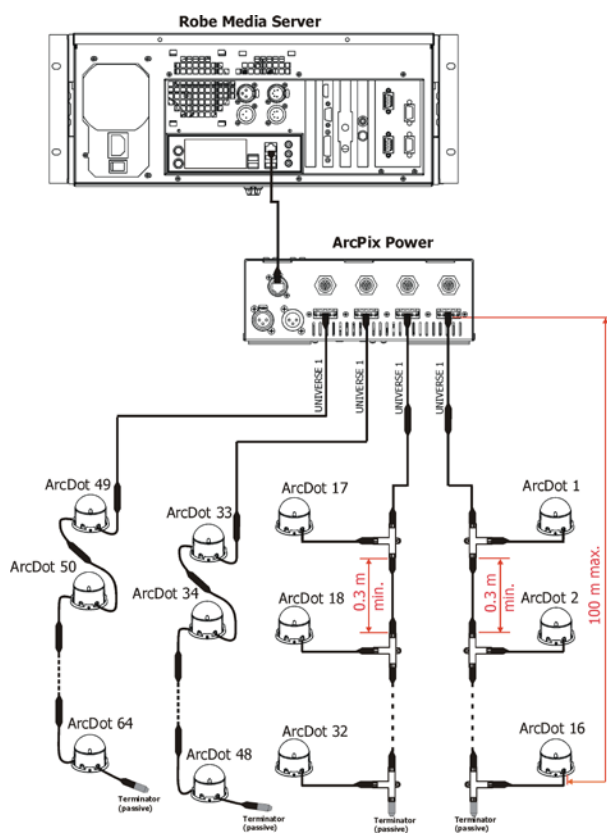 Robe Media Server
ArcPix Power
UNIVERSE 1
UNIVERSE 1
UNIVERSE 1
UNIVERSE 1
ArcDot 49
ArcDot 33
ArcDot 17
ArcDot 1
ArcDot 50
ArcDot 34
ArcDot 18
0.3 m
min.
0.3 m
min.
ArcDot 2
100 m max.
ArcDot 64
ArcDot 48
ArcDot 32
ArcDot 16
Terminator
(passive)
Terminator
(passive)
Terminator
(passive)
Terminator
(passive)